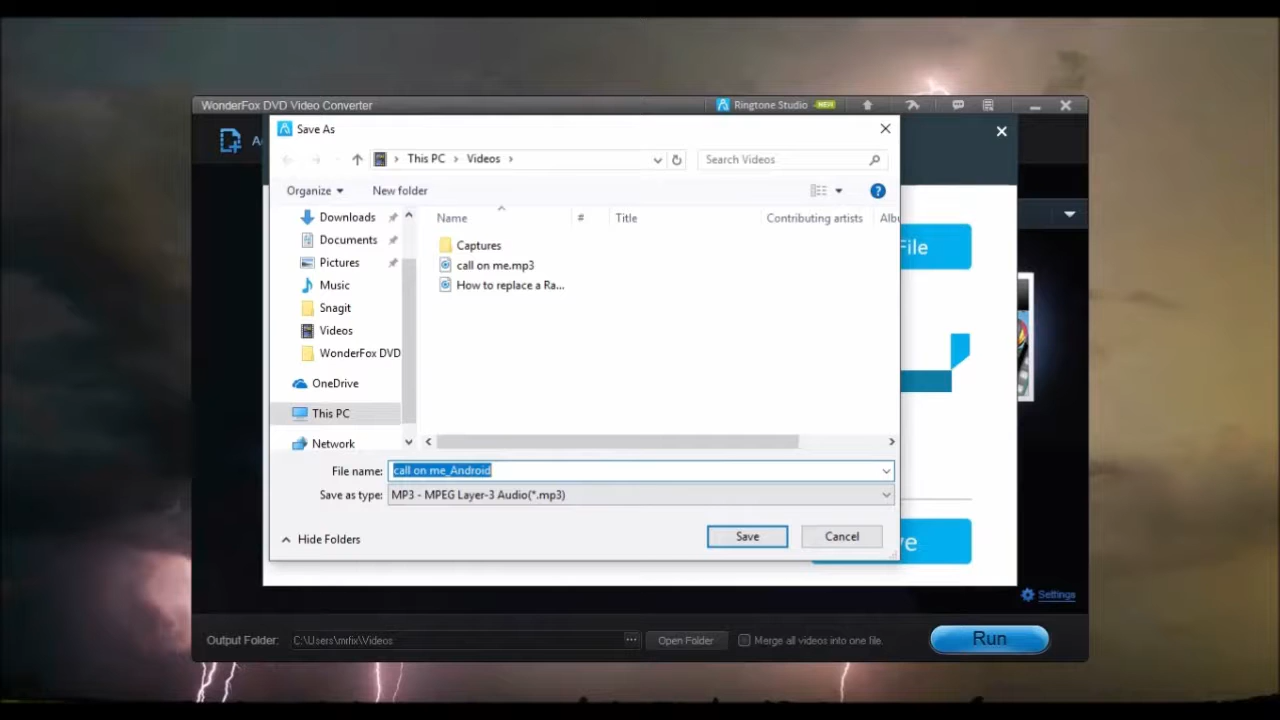 WonderFox DVD Video Converter
Ringtone Studio NEW
Save As
This PC > Videos >
Search Videos
Organize
New folder
Name
#
Title
Contributing artists
Downloads
Documents
Pictures
Music
Snagit
Videos
WonderFox DVD
OneDrive
This PC
Network
Captures
call on me.mp3
How to replace a Ra...
File
File name: call on me_Android
Save as type: MP3 - MPEG Layer-3 Audio(*.mp3)
Hide Folders
Save
Cancel
Settings
Output Folder: C:\Users\mrfix\Videos
...
Open Folder
Merge all videos into one file.
Run